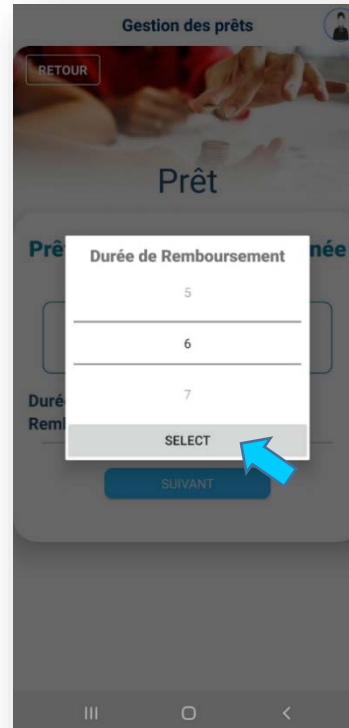 Gestion des prêts
RETOUR
Prêt
Prê née
Durée de Remboursement
5
6
7
Duré
Remb
SELECT
SUIVANT